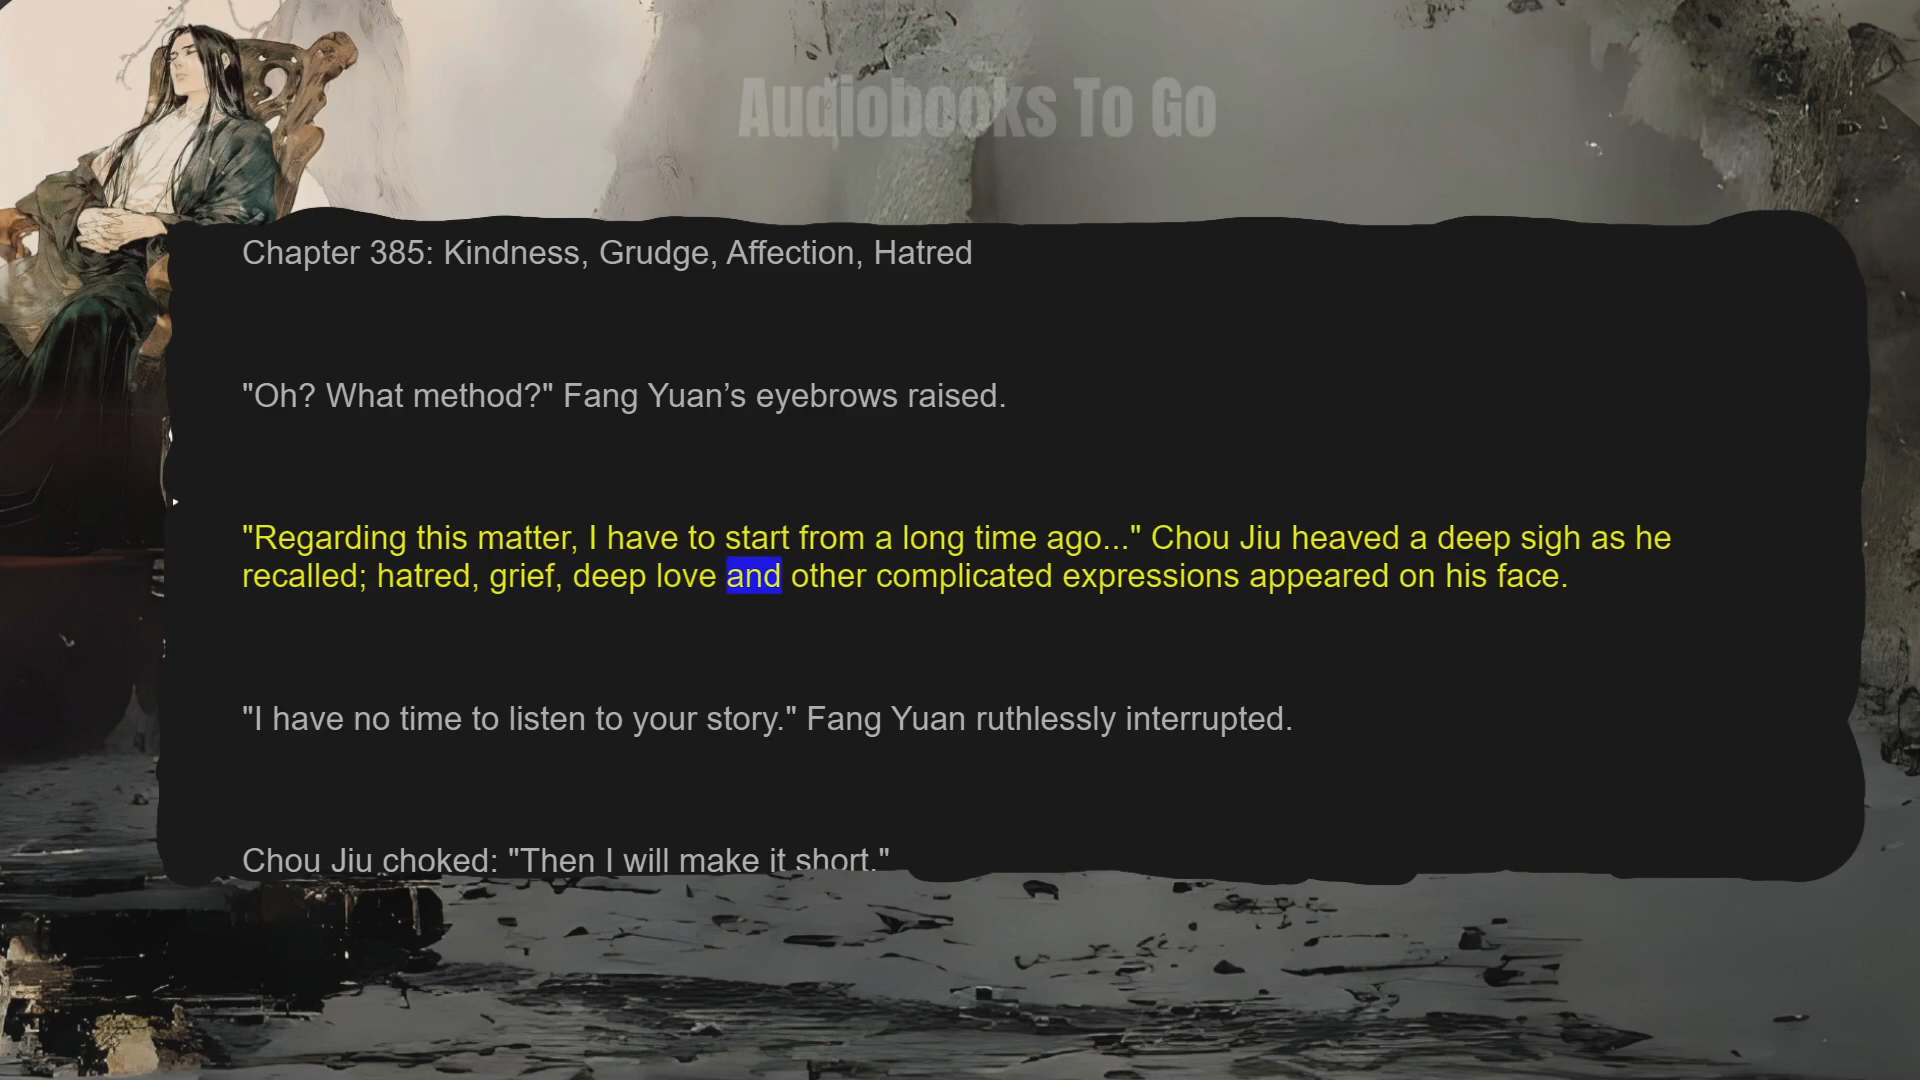 Audiobooks To Go
Chapter 385: Kindness, Grudge, Affection, Hatred
"Oh? What method?" Fang Yuan’s eyebrows raised.
"Regarding this matter, I have to start from a long time ago..." Chou Jiu heaved a deep sigh as he
recalled; hatred, grief, deep love and other complicated expressions appeared on his face.
"I have no time to listen to your story." Fang Yuan ruthlessly interrupted.
Chou Jiu choked: "Then I will make it short."